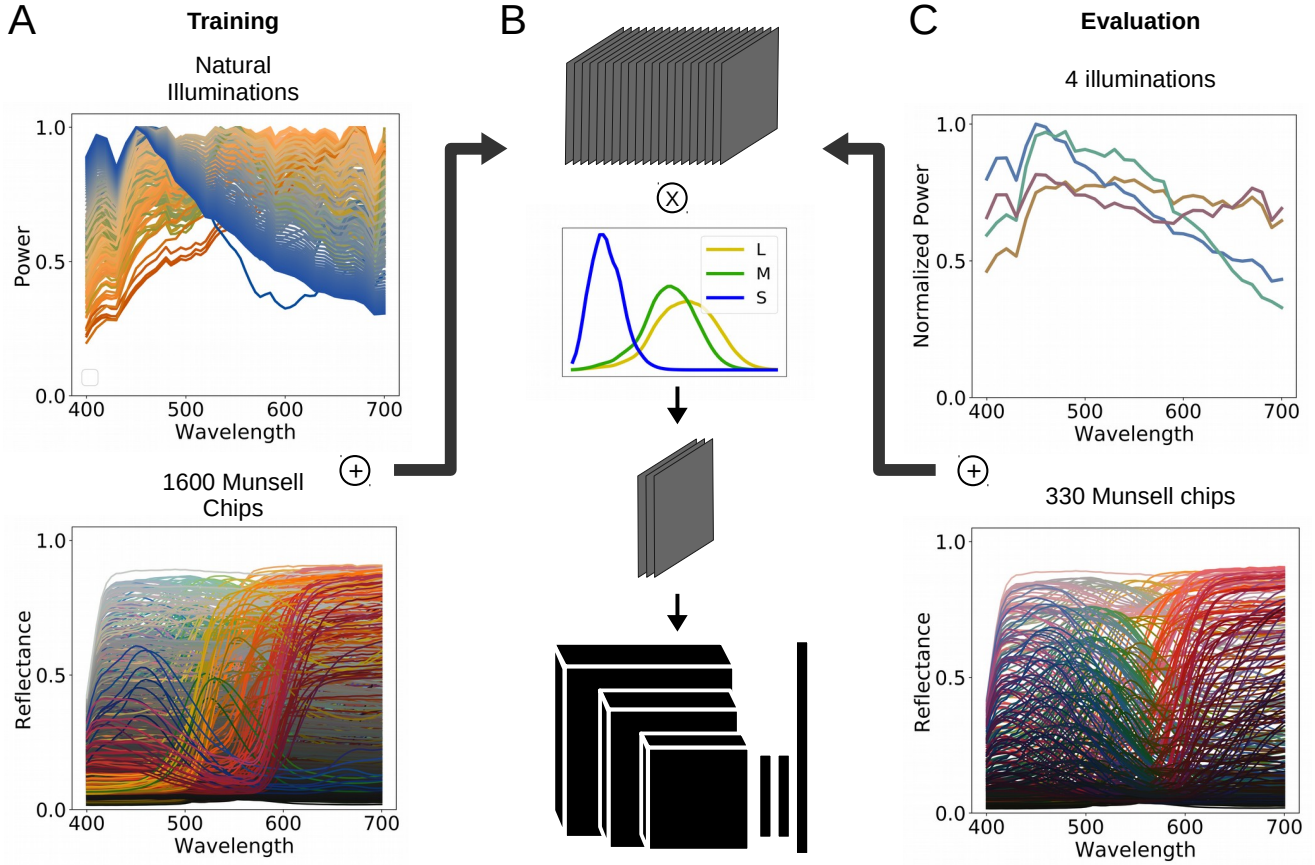 A
Training
Natural
Illuminations
1.0
0.5
0.0
Power
400
500
600
700
Wavelength
+
1600 Munsell
Chips
1.0
0.5
0.0
Reflectance
400
500
600
700
Wavelength
B
X
L
M
S
C
Evaluation
4 illuminations
1.0
0.5
0.0
Normalized Power
400
500
600
700
Wavelength
+
330 Munsell chips
1.0
0.5
0.0
Reflectance
400
500
600
700
Wavelength